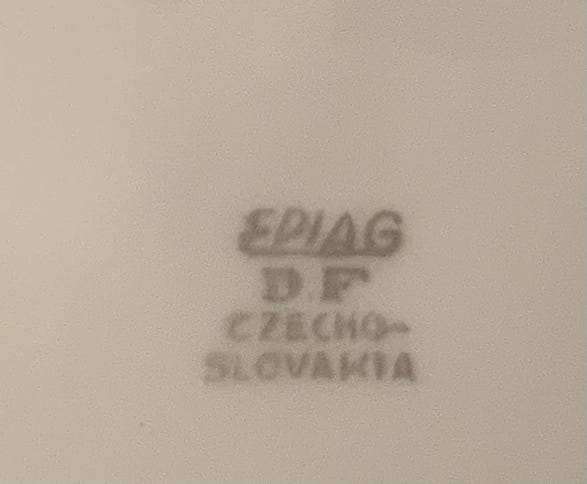 EPIAG
D.F
CZECHO-
SLOVAKIA